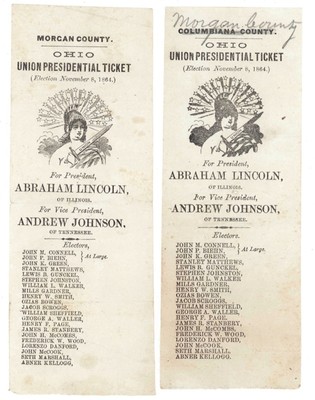 MORGAN COUNTY.
OHIO
UNION PRESIDENTIAL TICKET
(Election November 8, 1864.)
For President,
ABRAHAM LINCOLN,
OF ILLINOIS.
For Vice President,
ANDREW JOHNSON,
OF TENNESSEE.
Electors.
JOHN M. CONNELL,
JOHN P. BIEHN,
At Large.
JOHN K. GREEN,
STANLEY MATTHEWS,
LEWIS B. GUNCKEL,
STEPHEN JOHNSTON,
WILLIAM L. WALKER,
MILLS GARDNER,
HENRY W. SMITH,
OZIAS BOWEN,
JACOB SCROGGS,
WILLIAM SHEFFIELD,
GEORGE A. WALLER,
HENRY F. PAGE,
JAMES R. STANBERY,
JOHN H. McCOMBS,
FREDERICK W. WOOD,
LORENZO DANFORD,
JOHN McCOOK,
SETH MARSHALL,
ABNER KELLOGG,
Morgan County
COLUMBIANA COUNTY.
OHIO
UNION PRESIDENTIAL TICKET
(Election November 8, 1864.)
For President,
ABRAHAM LINCOLN,
OF ILLINOIS.
For Vice President,
ANDREW JOHNSON,
OF TENNESSEE.
Electors.
JOHN M. CONNELL,
JOHN P. BIEHN,
At Large.
JOHN K. GREEN,
STANLEY MATTHEWS,
LEWIS B. GUNCKEL,
STEPHEN JOHNSTON,
WILLIAM L. WALKER,
MILLS GARDNER,
HENRY W. SMITH,
OZIAS BOWEN,
JACOB SCROGGS,
WILLIAM SHEFFIELD,
GEORGE A. WALLER,
HENRY F. PAGE,
JAMES R. STANBERY,
JOHN H. McCOMBS,
FREDERICK W. WOOD,
LORENZO DANFORD,
JOHN McCOOK,
SETH MARSHALL,
ABNER KELLOGG,